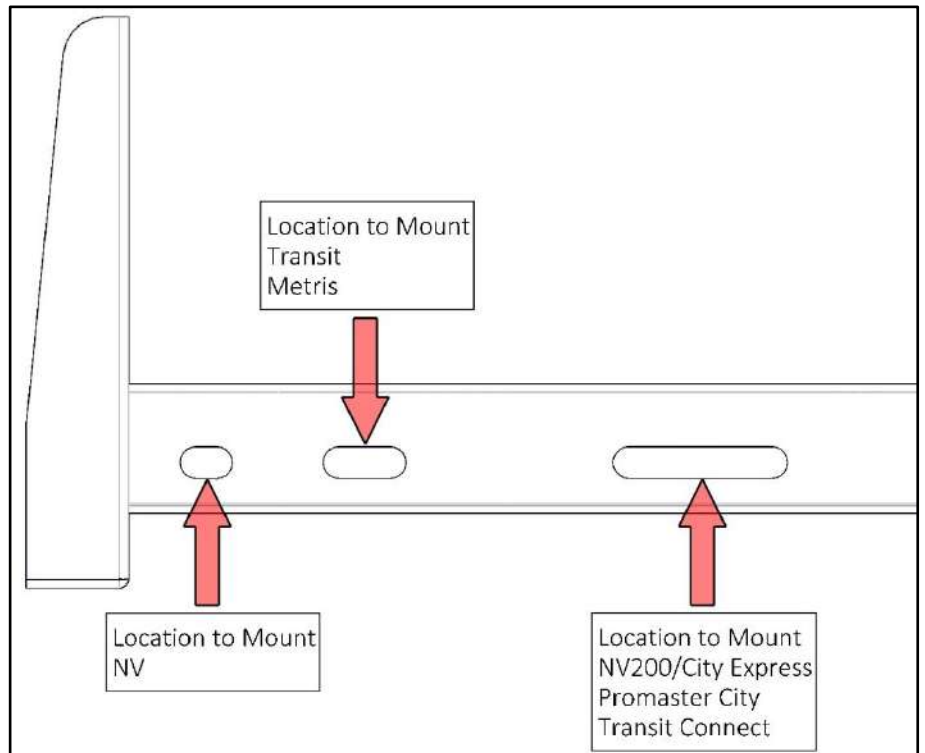 Location to Mount
Transit
Metris
Location to Mount
NV
Location to Mount
NV200/City Express
Promaster City
Transit Connect